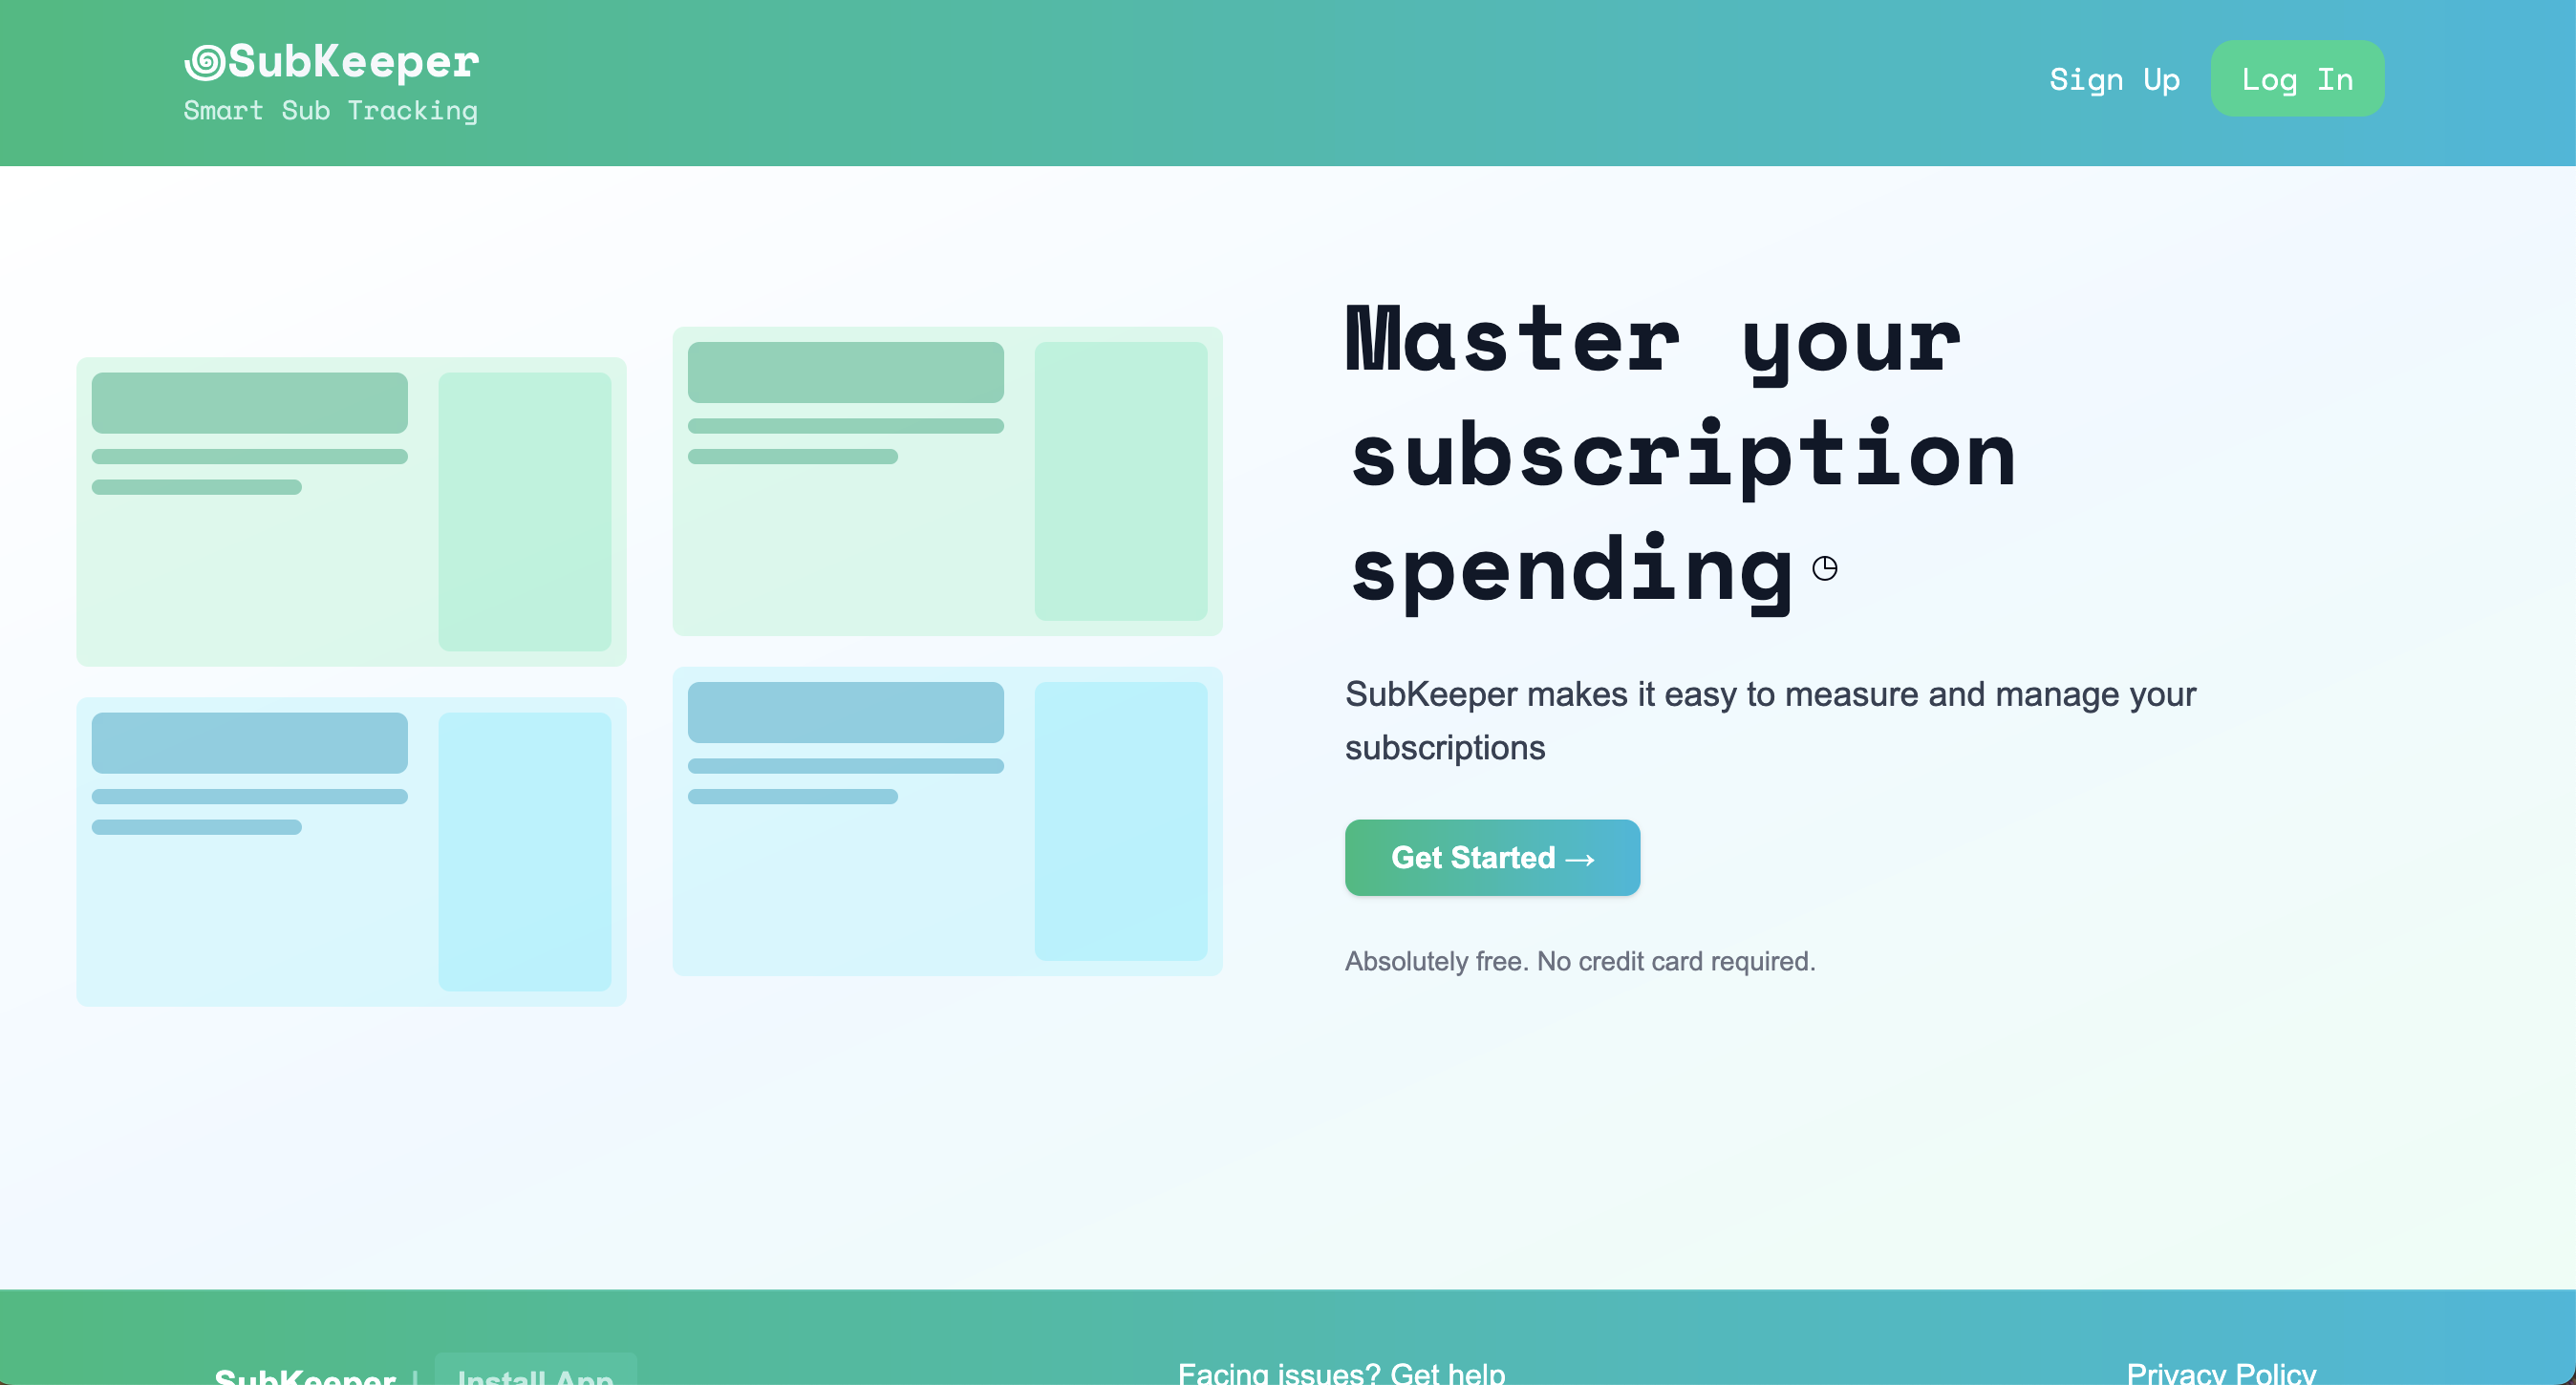 SubKeeper
Smart Sub Tracking
Sign Up
Log In
Master your
subscription
spending
SubKeeper makes it easy to measure and manage your
subscriptions
Get Started →
Absolutely free. No credit card required.
SubKeeper | Install App
Facing issues? Get help
Privacy Policy